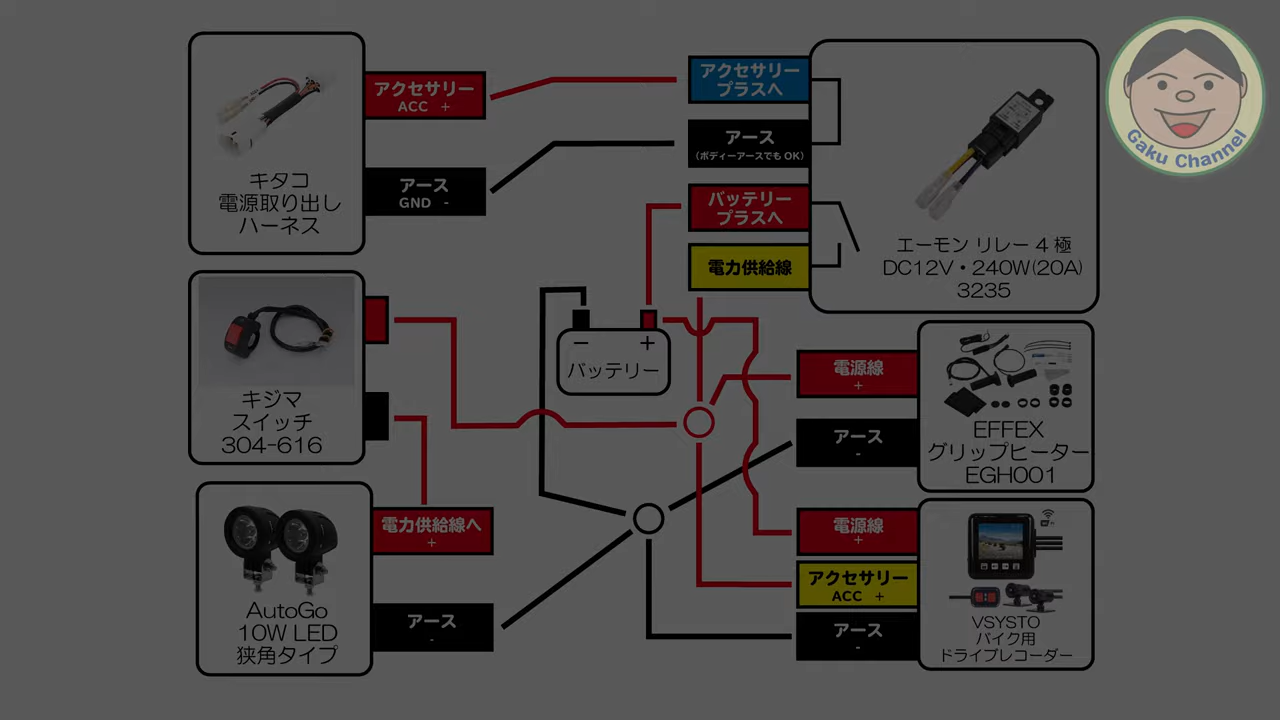 キタコ
電源取り出し
ハーネス
アクセサリー
ACC +
アース
GND -
アクセサリー
プラスへ
アース
(ボディーアースでもOK)
バッテリー
プラスへ
電力供給線
エーモン リレー 4 極
DC12V・240W(20A)
3235
Gaku Channel
キジマ
スイッチ
304-616
− +
バッテリー
電源線
+
アース
-
EFFEX
グリップヒーター
EGH001
AutoGo
10W LED
狭角タイプ
電力供給線へ
+
アース
-
電源線
+
アクセサリー
ACC +
アース
-
VSYSTO
バイク用
ドライブレコーダー